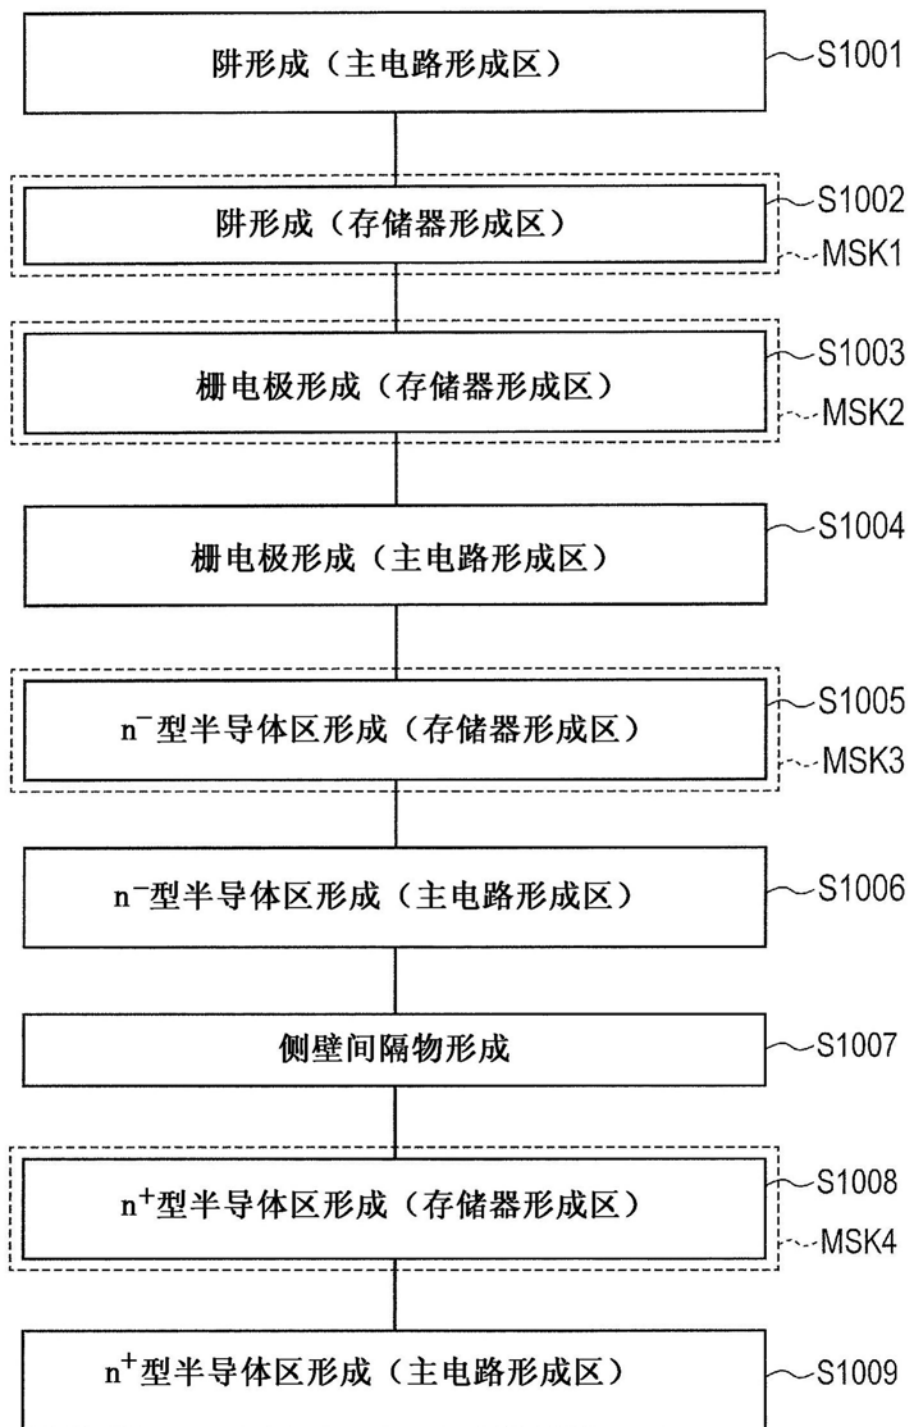 阱形成（主电路形成区）
S1001
阱形成（存储器形成区）
S1002
MSK1
栅电极形成（存储器形成区）
S1003
MSK2
栅电极形成（主电路形成区）
S1004
n⁻型半导体区形成（存储器形成区）
S1005
MSK3
n⁻型半导体区形成（主电路形成区）
S1006
侧壁间隔物形成
S1007
n⁺型半导体区形成（存储器形成区）
S1008
MSK4
n⁺型半导体区形成（主电路形成区）
S1009